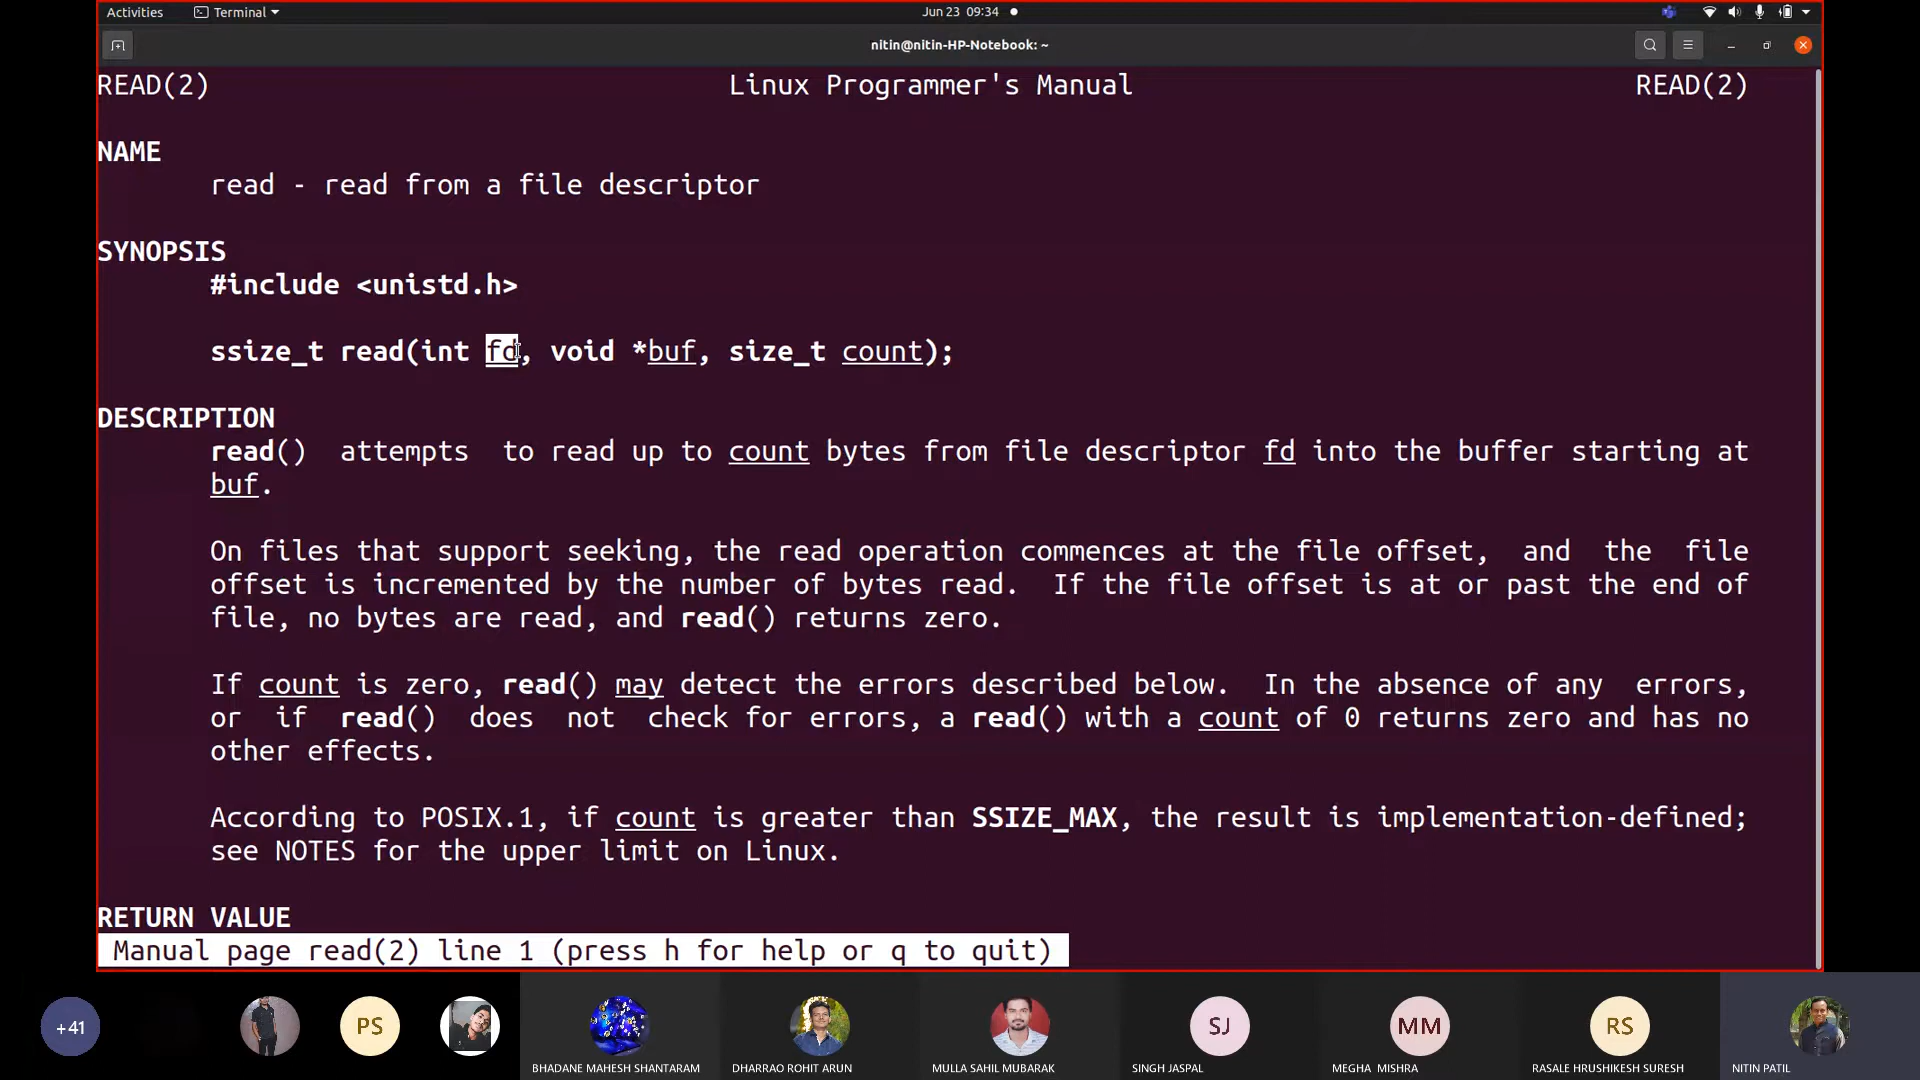 Activities Terminal Jun 23 09:34
nitin@nitin-HP-Notebook: ~
READ(2) Linux Programmer's Manual READ(2)
NAME
read - read from a file descriptor
SYNOPSIS
#include <unistd.h>
ssize_t read(int fd, void *buf, size_t count);
DESCRIPTION
read() attempts to read up to count bytes from file descriptor fd into the buffer starting at
buf.
On files that support seeking, the read operation commences at the file offset, and the file
offset is incremented by the number of bytes read. If the file offset is at or past the end of
file, no bytes are read, and read() returns zero.
If count is zero, read() may detect the errors described below. In the absence of any errors,
or if read() does not check for errors, a read() with a count of 0 returns zero and has no
other effects.
According to POSIX.1, if count is greater than SSIZE_MAX, the result is implementation-defined;
see NOTES for the upper limit on Linux.
RETURN VALUE
Manual page read(2) line 1 (press h for help or q to quit)
+41 PS SJ MM RS
BHADANE MAHESH SHANTARAM DHARRAO ROHIT ARUN MULLA SAHIL MUBARAK SINGH JASPAL MEGHA MISHRA RASALE HRUSHIKESH SURESH NITIN PATIL